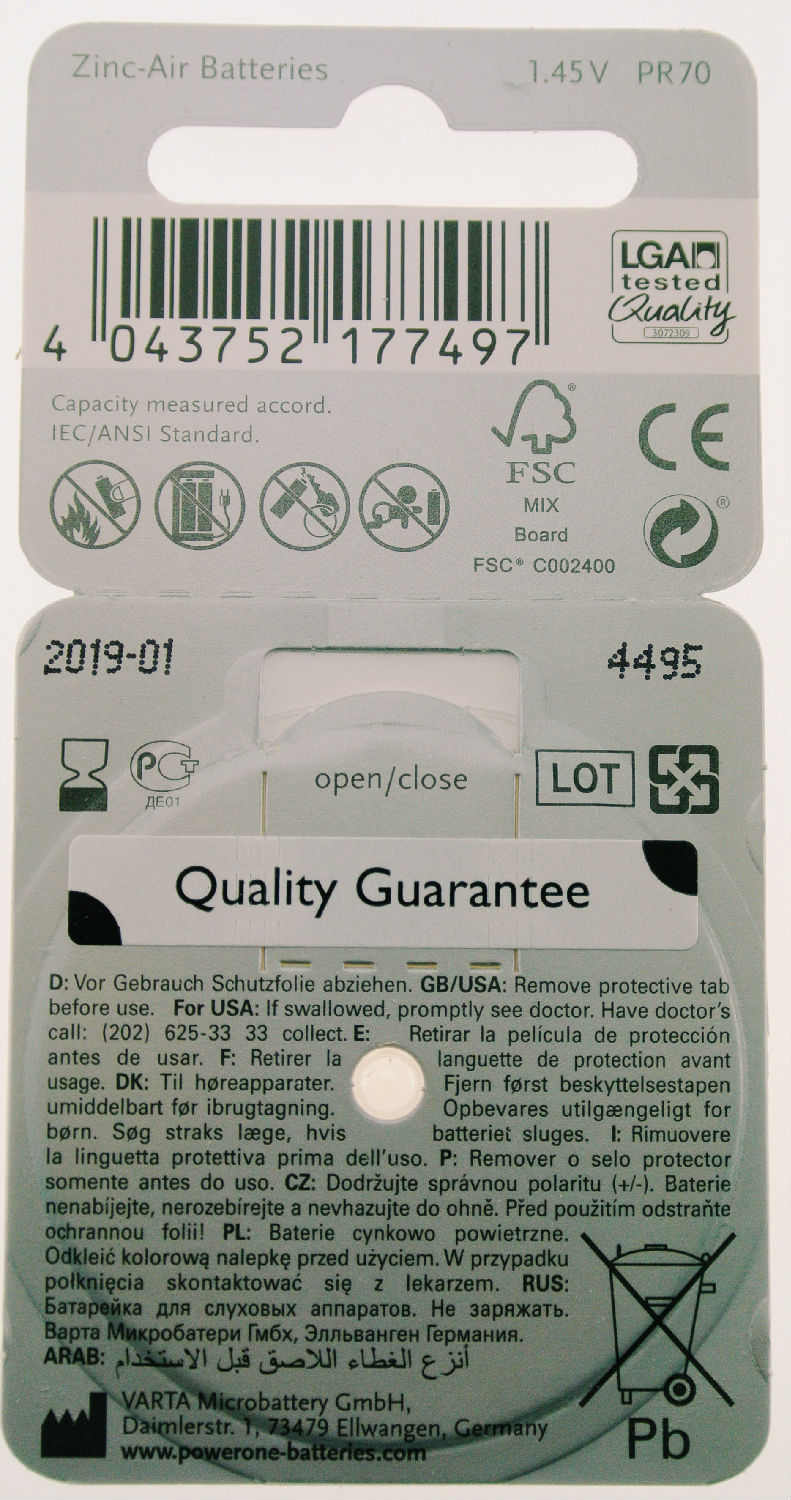 Zinc-Air Batteries 1.45 V PR70
LGA
tested
Quality
3072309
4 043752 177497
Capacity measured accord.
IEC/ANSI Standard.
®
FSC
MIX
Board
FSC® C002400
CE
®
2019-01 4495
ДЕ01
open/close
LOT
Quality Guarantee
D: Vor Gebrauch Schutzfolie abziehen. GB/USA: Remove protective tab
before use. For USA: If swallowed, promptly see doctor. Have doctor's
call: (202) 625-33 33 collect. E: Retirar la película de protección
antes de usar. F: Retirer la languette de protection avant
usage. DK: Til høreapparater. Fjern først beskyttelsestapen
umiddelbart før ibrugtagning. Opbevares utilgængeligt for
børn. Søg straks læge, hvis batteriet sluges. I: Rimuovere
la linguetta protettiva prima dell'uso. P: Remover o selo protector
somente antes do uso. CZ: Dodržujte správnou polaritu (+/-). Baterie
nenabíjejte, nerozebírejte a nevhazujte do ohně. Před použitím odstraňte
ochrannou folii! PL: Baterie cynkowo powietrzne.
Odkleić kolorową nalepkę przed użyciem. W przypadku
połknięcia skontaktować się z lekarzem. RUS:
Батарейка для слуховых аппаратов. Не заряжать.
Варта Микробатери Гмбх, Элльванген Германия.
ARAB: أنزع الغطاء اللاصق قبل الاستخدام
VARTA Microbattery GmbH,
Daimlerstr. 1, 73479 Ellwangen, Germany
www.powerone-batteries.com
Pb